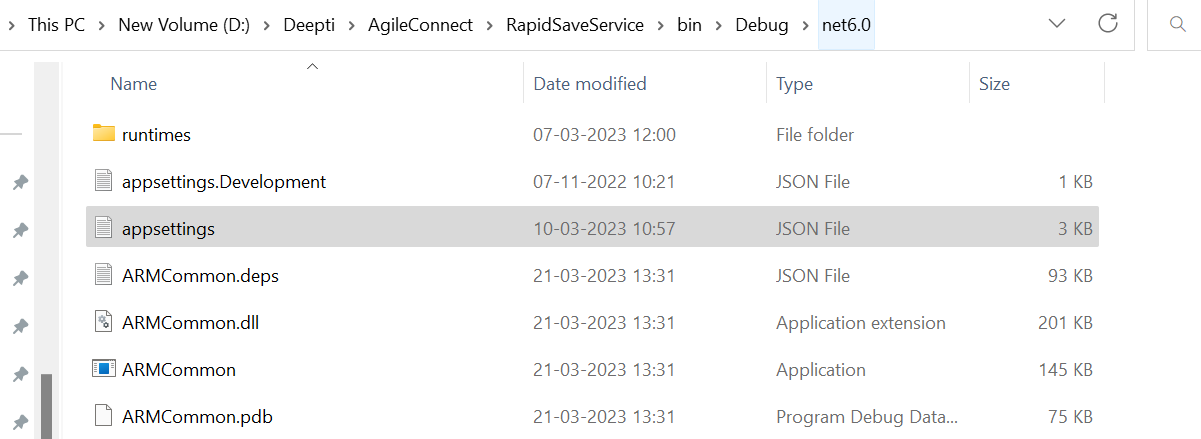 This PC > New Volume (D:) > Deepti > AgileConnect > RapidSaveService > bin > Debug > net6.0
Name Date modified Type Size
runtimes 07-03-2023 12:00 File folder
appsettings.Development 07-11-2022 10:21 JSON File 1 KB
appsettings 10-03-2023 10:57 JSON File 3 KB
ARMCommon.deps 21-03-2023 13:31 JSON File 93 KB
ARMCommon.dll 21-03-2023 13:31 Application extension 201 KB
ARMCommon 21-03-2023 13:31 Application 145 KB
ARMCommon.pdb 21-03-2023 13:31 Program Debug Data... 75 KB